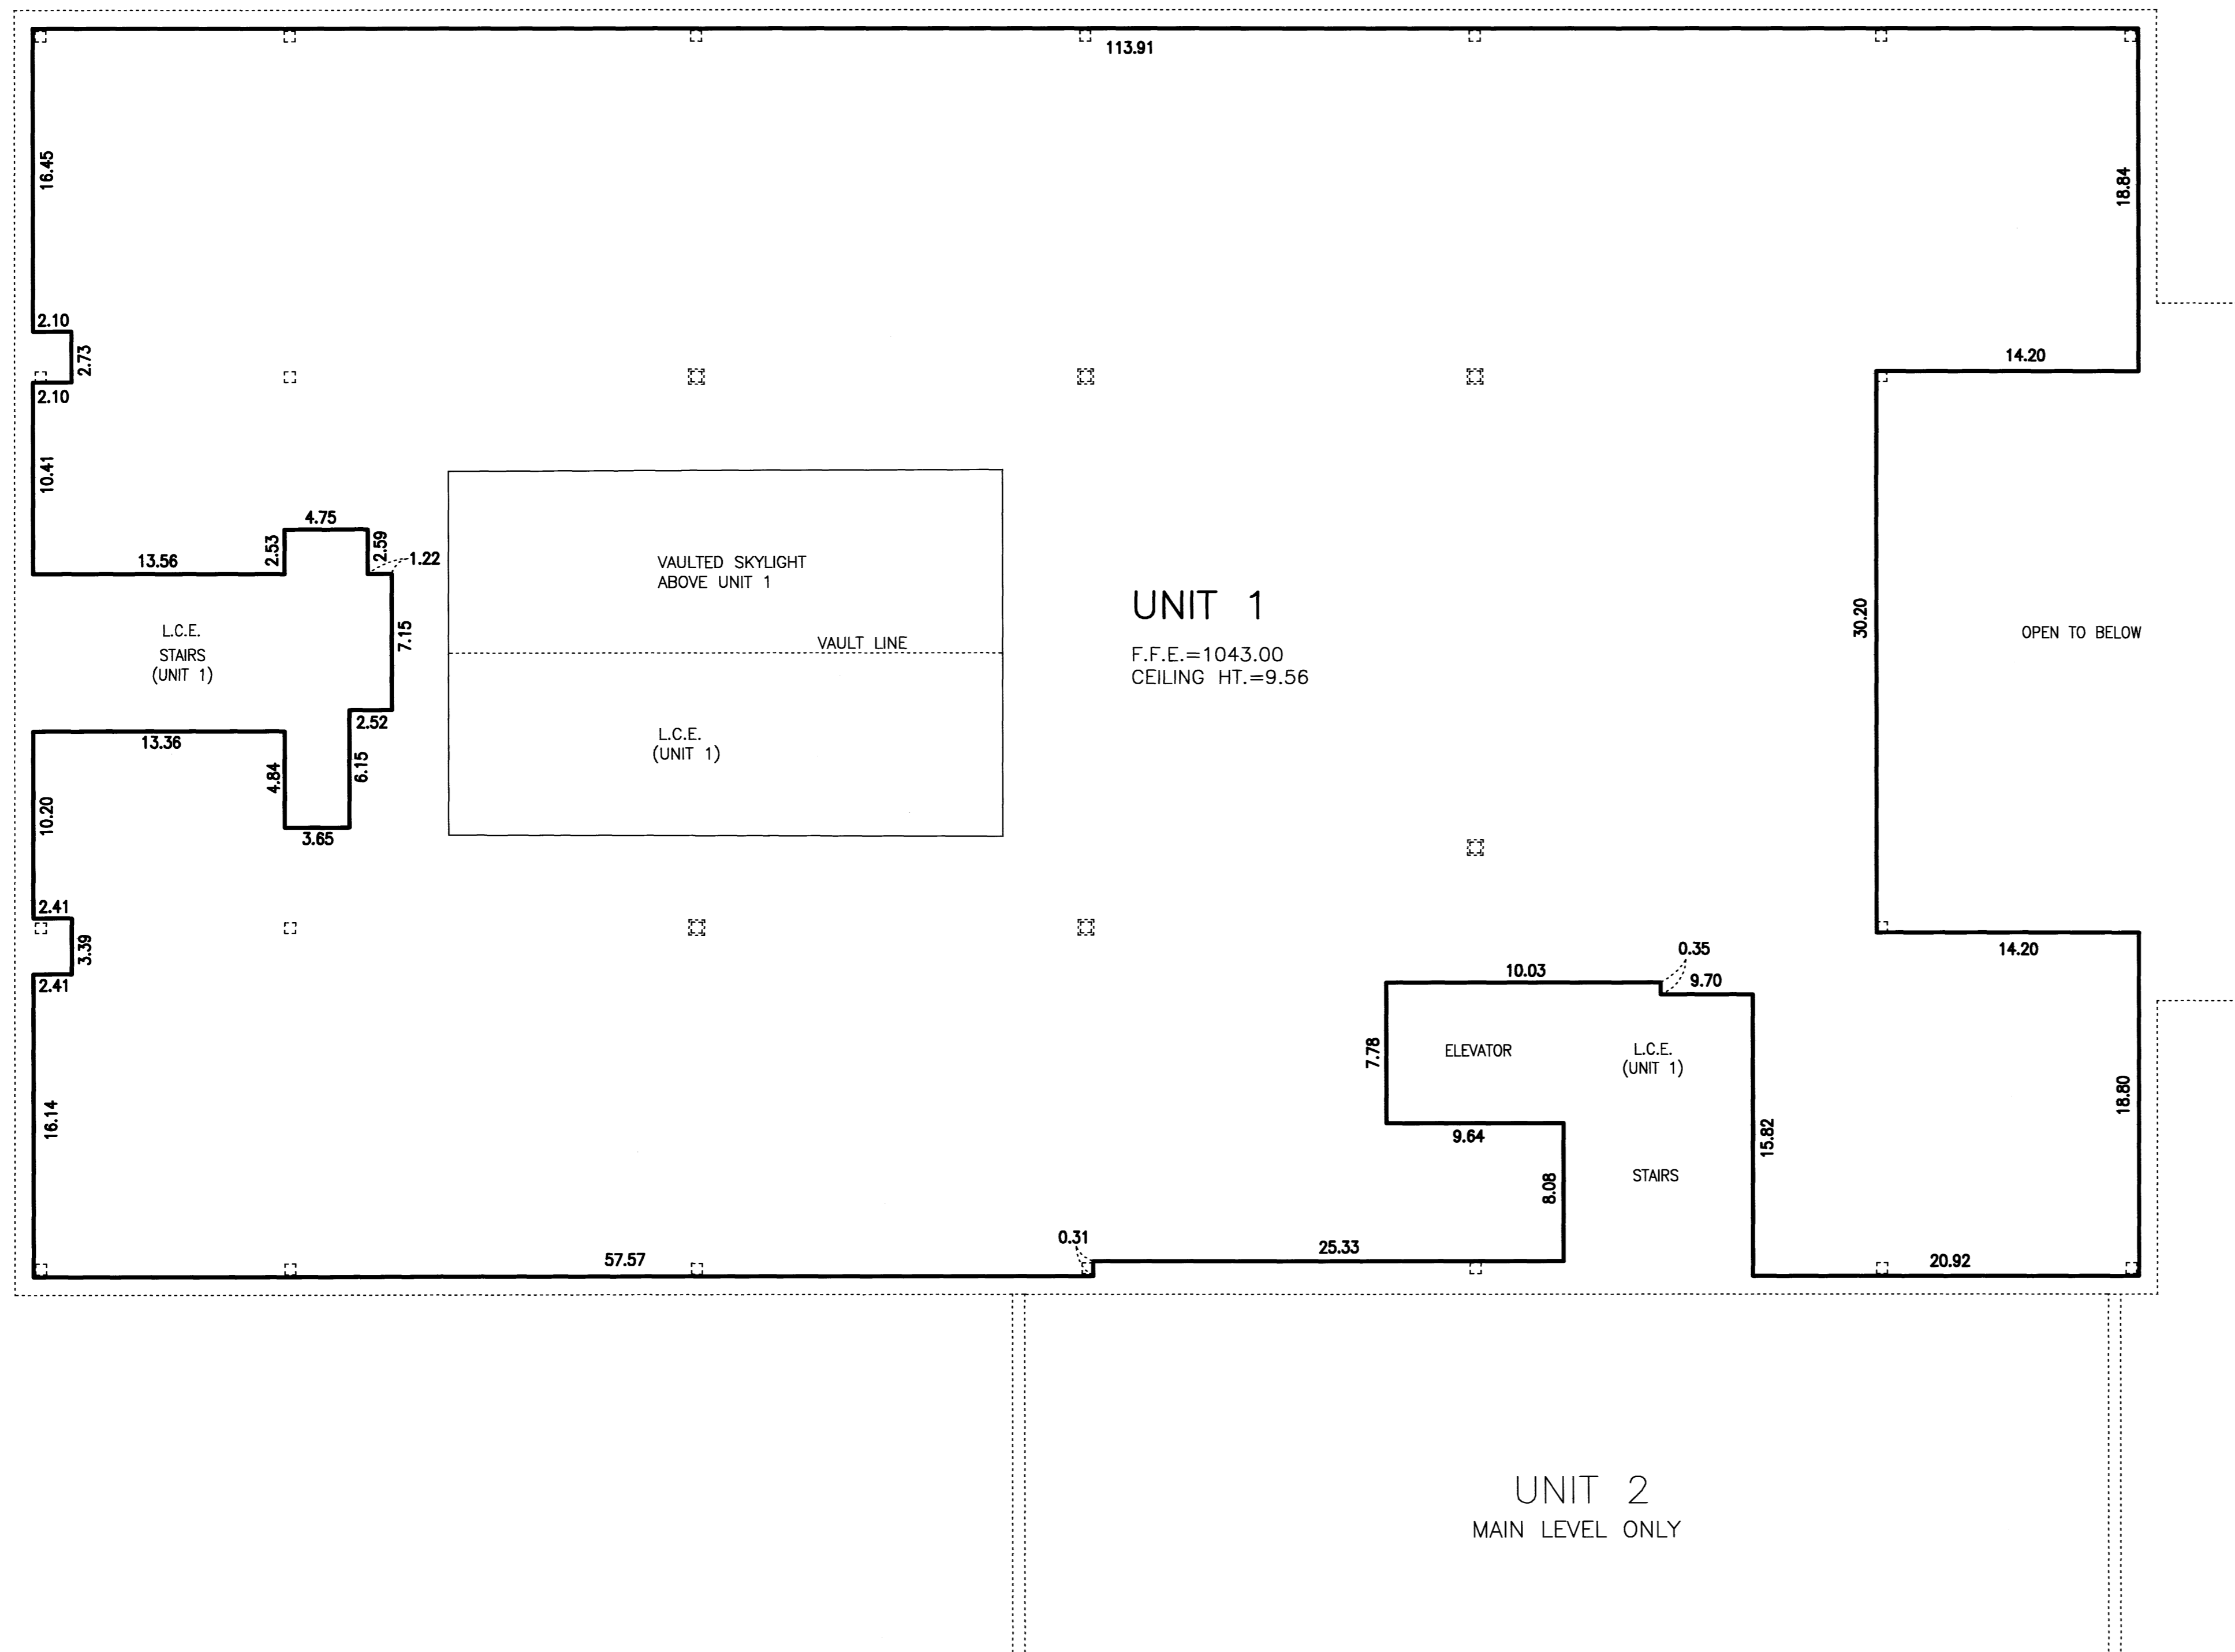 113.91
16.45
18.84
2.10
2.73
2.10
14.20
10.41
4.75
2.53
2.59
1.22
13.56
VAULTED SKYLIGHT
ABOVE UNIT 1
UNIT 1
F.F.E.=1043.00
CEILING HT.=9.56
30.20
OPEN TO BELOW
L.C.E.
STAIRS
(UNIT 1)
7.15
VAULT LINE
2.52
13.36
L.C.E.
(UNIT 1)
4.84
6.15
10.20
3.65
2.41
3.39
2.41
0.35
14.20
10.03
9.70
7.78
ELEVATOR
L.C.E.
(UNIT 1)
18.80
16.14
9.64
15.82
STAIRS
8.08
0.31
57.57
25.33
20.92
UNIT 2
MAIN LEVEL ONLY